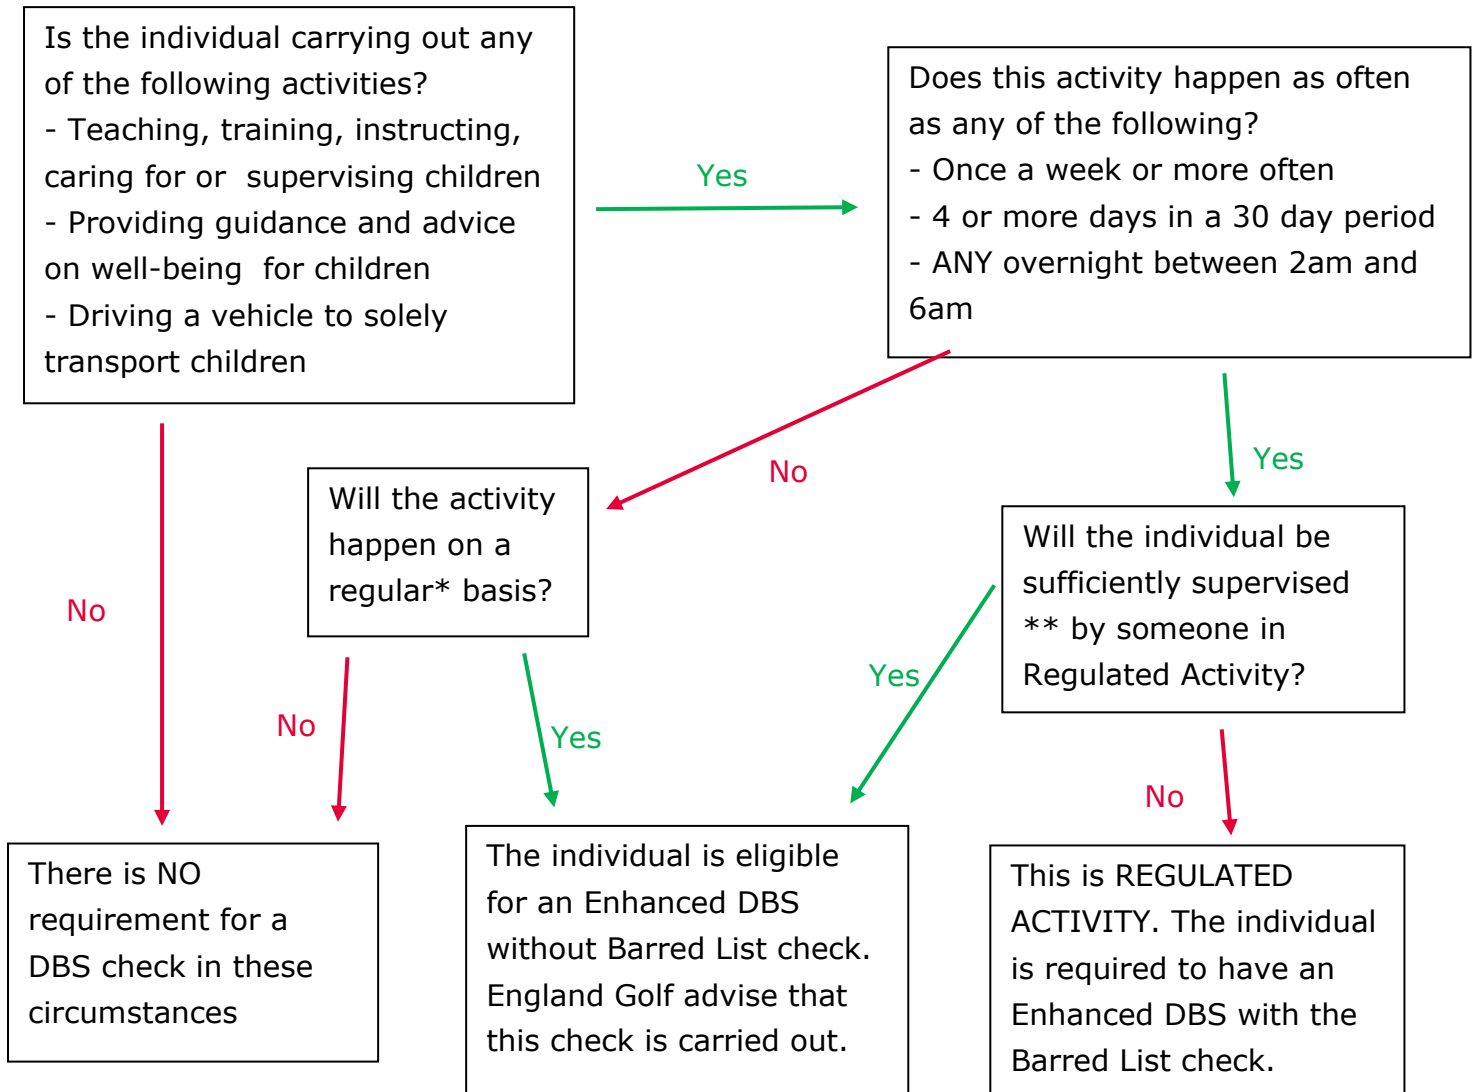 Is the individual carrying out any
of the following activities?
- Teaching, training, instructing,
caring for or  supervising children
- Providing guidance and advice
on well-being  for children
- Driving a vehicle to solely
transport children
Yes
Does this activity happen as often
as any of the following?
- Once a week or more often
- 4 or more days in a 30 day period
- ANY overnight between 2am and
6am
No
No
Yes
Will the activity
happen on a
regular* basis?
Will the individual be
sufficiently supervised
** by someone in
Regulated Activity?
No
Yes
Yes
No
There is NO
requirement for a
DBS check in these
circumstances
The individual is eligible
for an Enhanced DBS
without Barred List check.
England Golf advise that
this check is carried out.
This is REGULATED
ACTIVITY. The individual
is required to have an
Enhanced DBS with the
Barred List check.